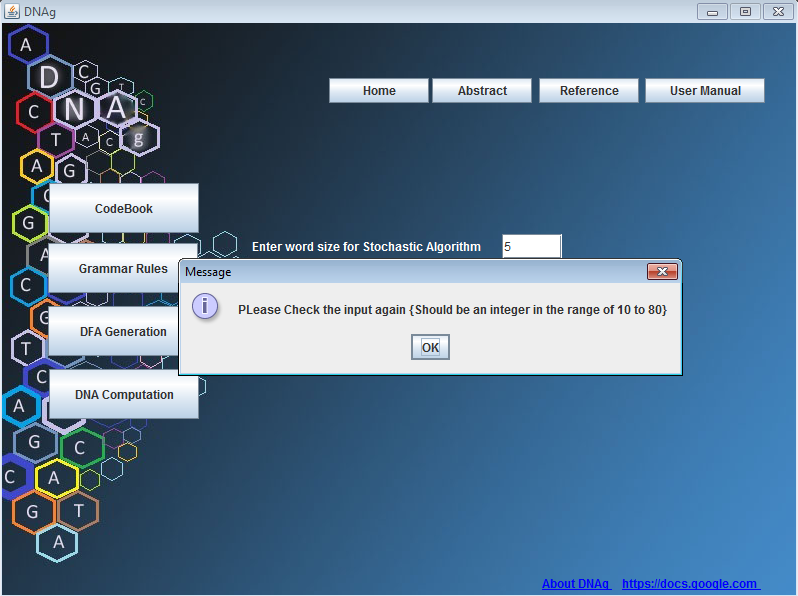 DNAg
A
D
C
G
T
C
N
A
C
T
A
C
g
A
G
C
G
A
C
G
T
C
A
G
C
C
A
G
T
A
Home
Abstract
Reference
User Manual
CodeBook
Grammar Rules
DFA Generation
DNA Computation
Enter word size for Stochastic Algorithm
5
Message
PLease Check the input again {Should be an integer in the range of 10 to 80}
OK
About DNAg
https://docs.google.com